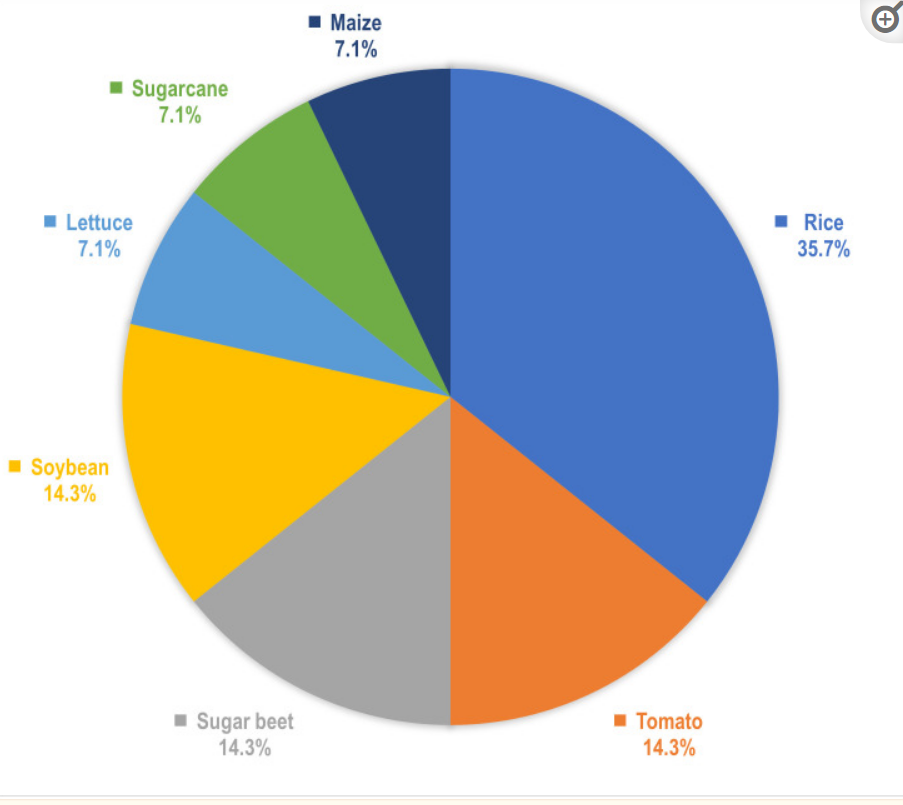 Maize
7.1%
Sugarcane
7.1%
Lettuce
7.1%
Rice
35.7%
Soybean
14.3%
Sugar beet
14.3%
Tomato
14.3%